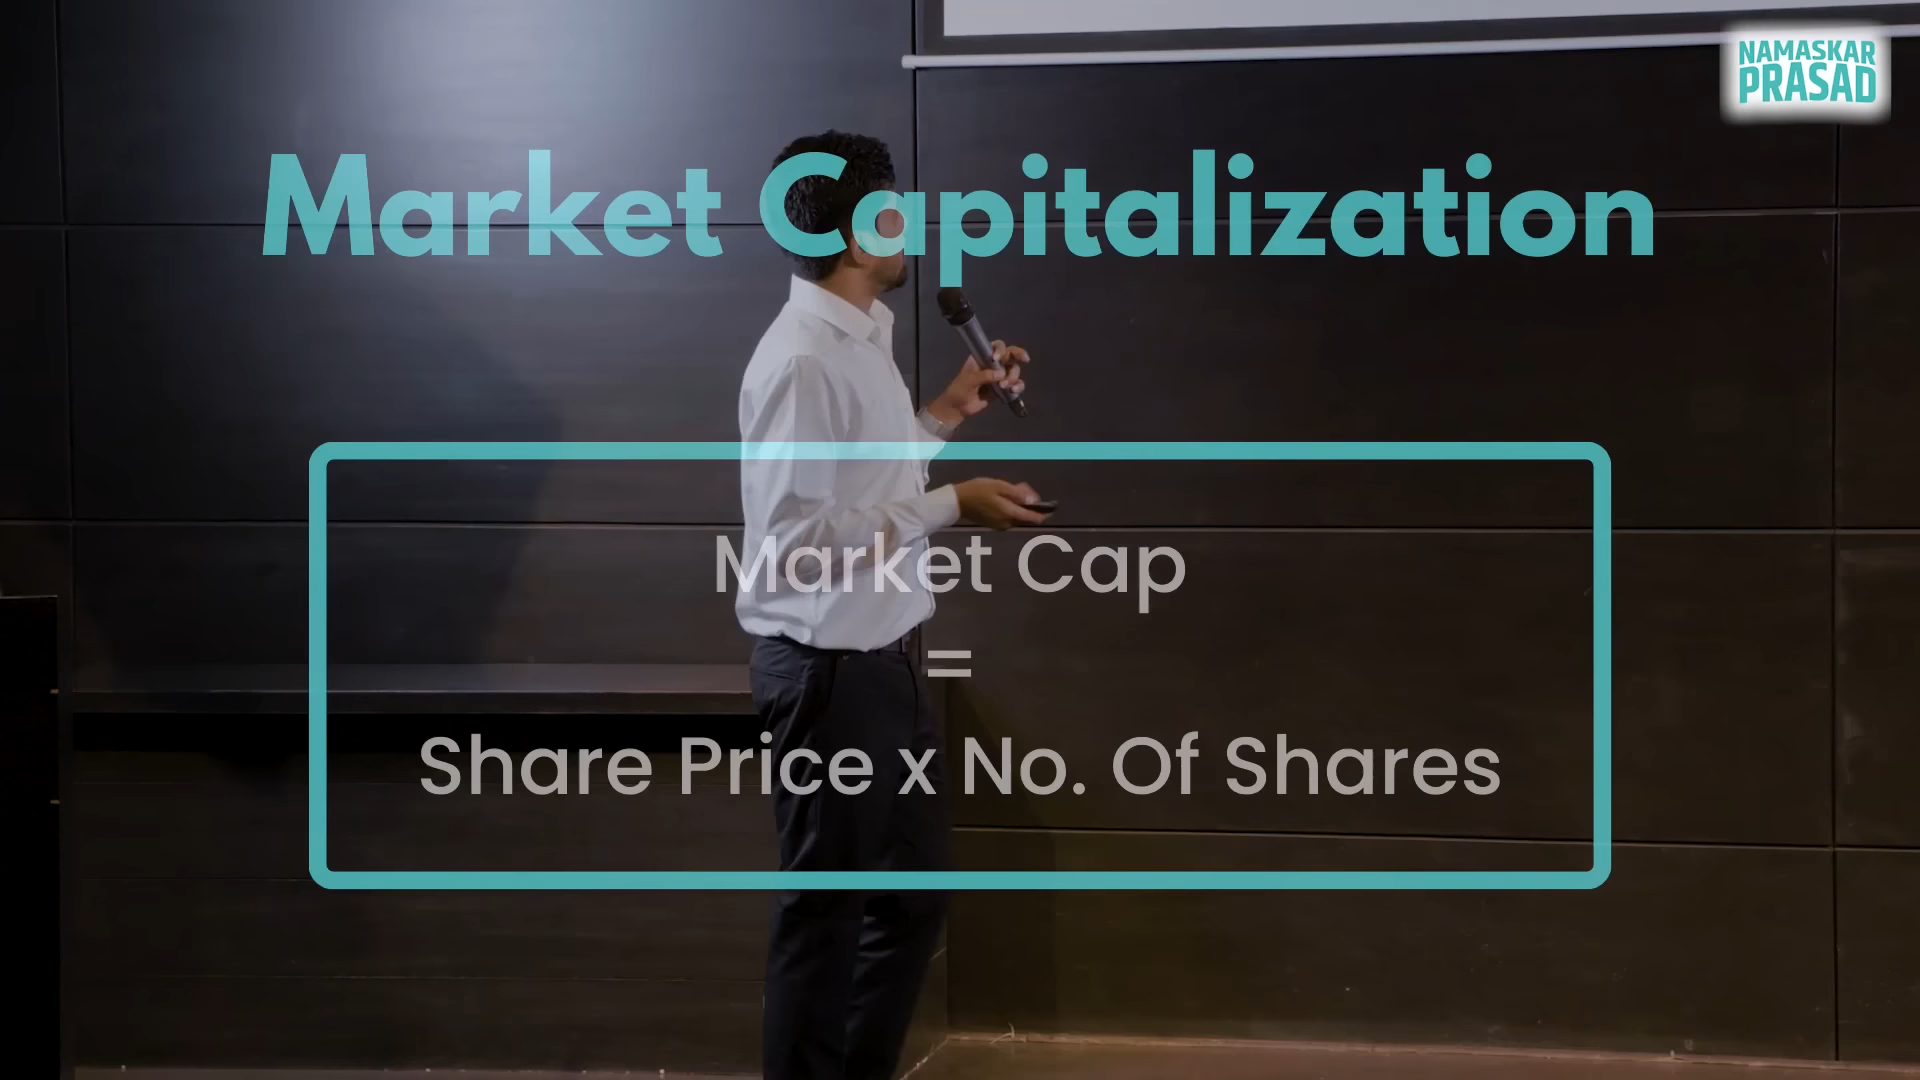 NAMASKAR
PRASAD
Market Capitalization
Market Cap
=
Share Price x No. Of Shares